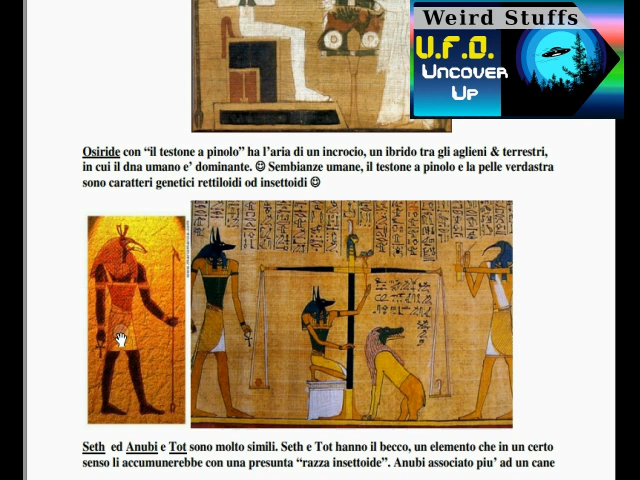 Weird Stuffs
U.F.O.
Uncover
Up
Osiride con “il testone a pinolo” ha l’aria di un incrocio, un ibrido tra gli aglieni & terrestri,
in cui il dna umano e’ dominante. ☺ Sembianze umane, il testone a pinolo e la pelle verdastra
sono caratteri genetici rettiloidi od insettoidi ☺
Seth ed Anubi e Tot sono molto simili. Seth e Tot hanno il becco, un elemento che in un certo
senso li accumunerebbe con una presunta “razza insettoide”. Anubi associato piu’ ad un cane